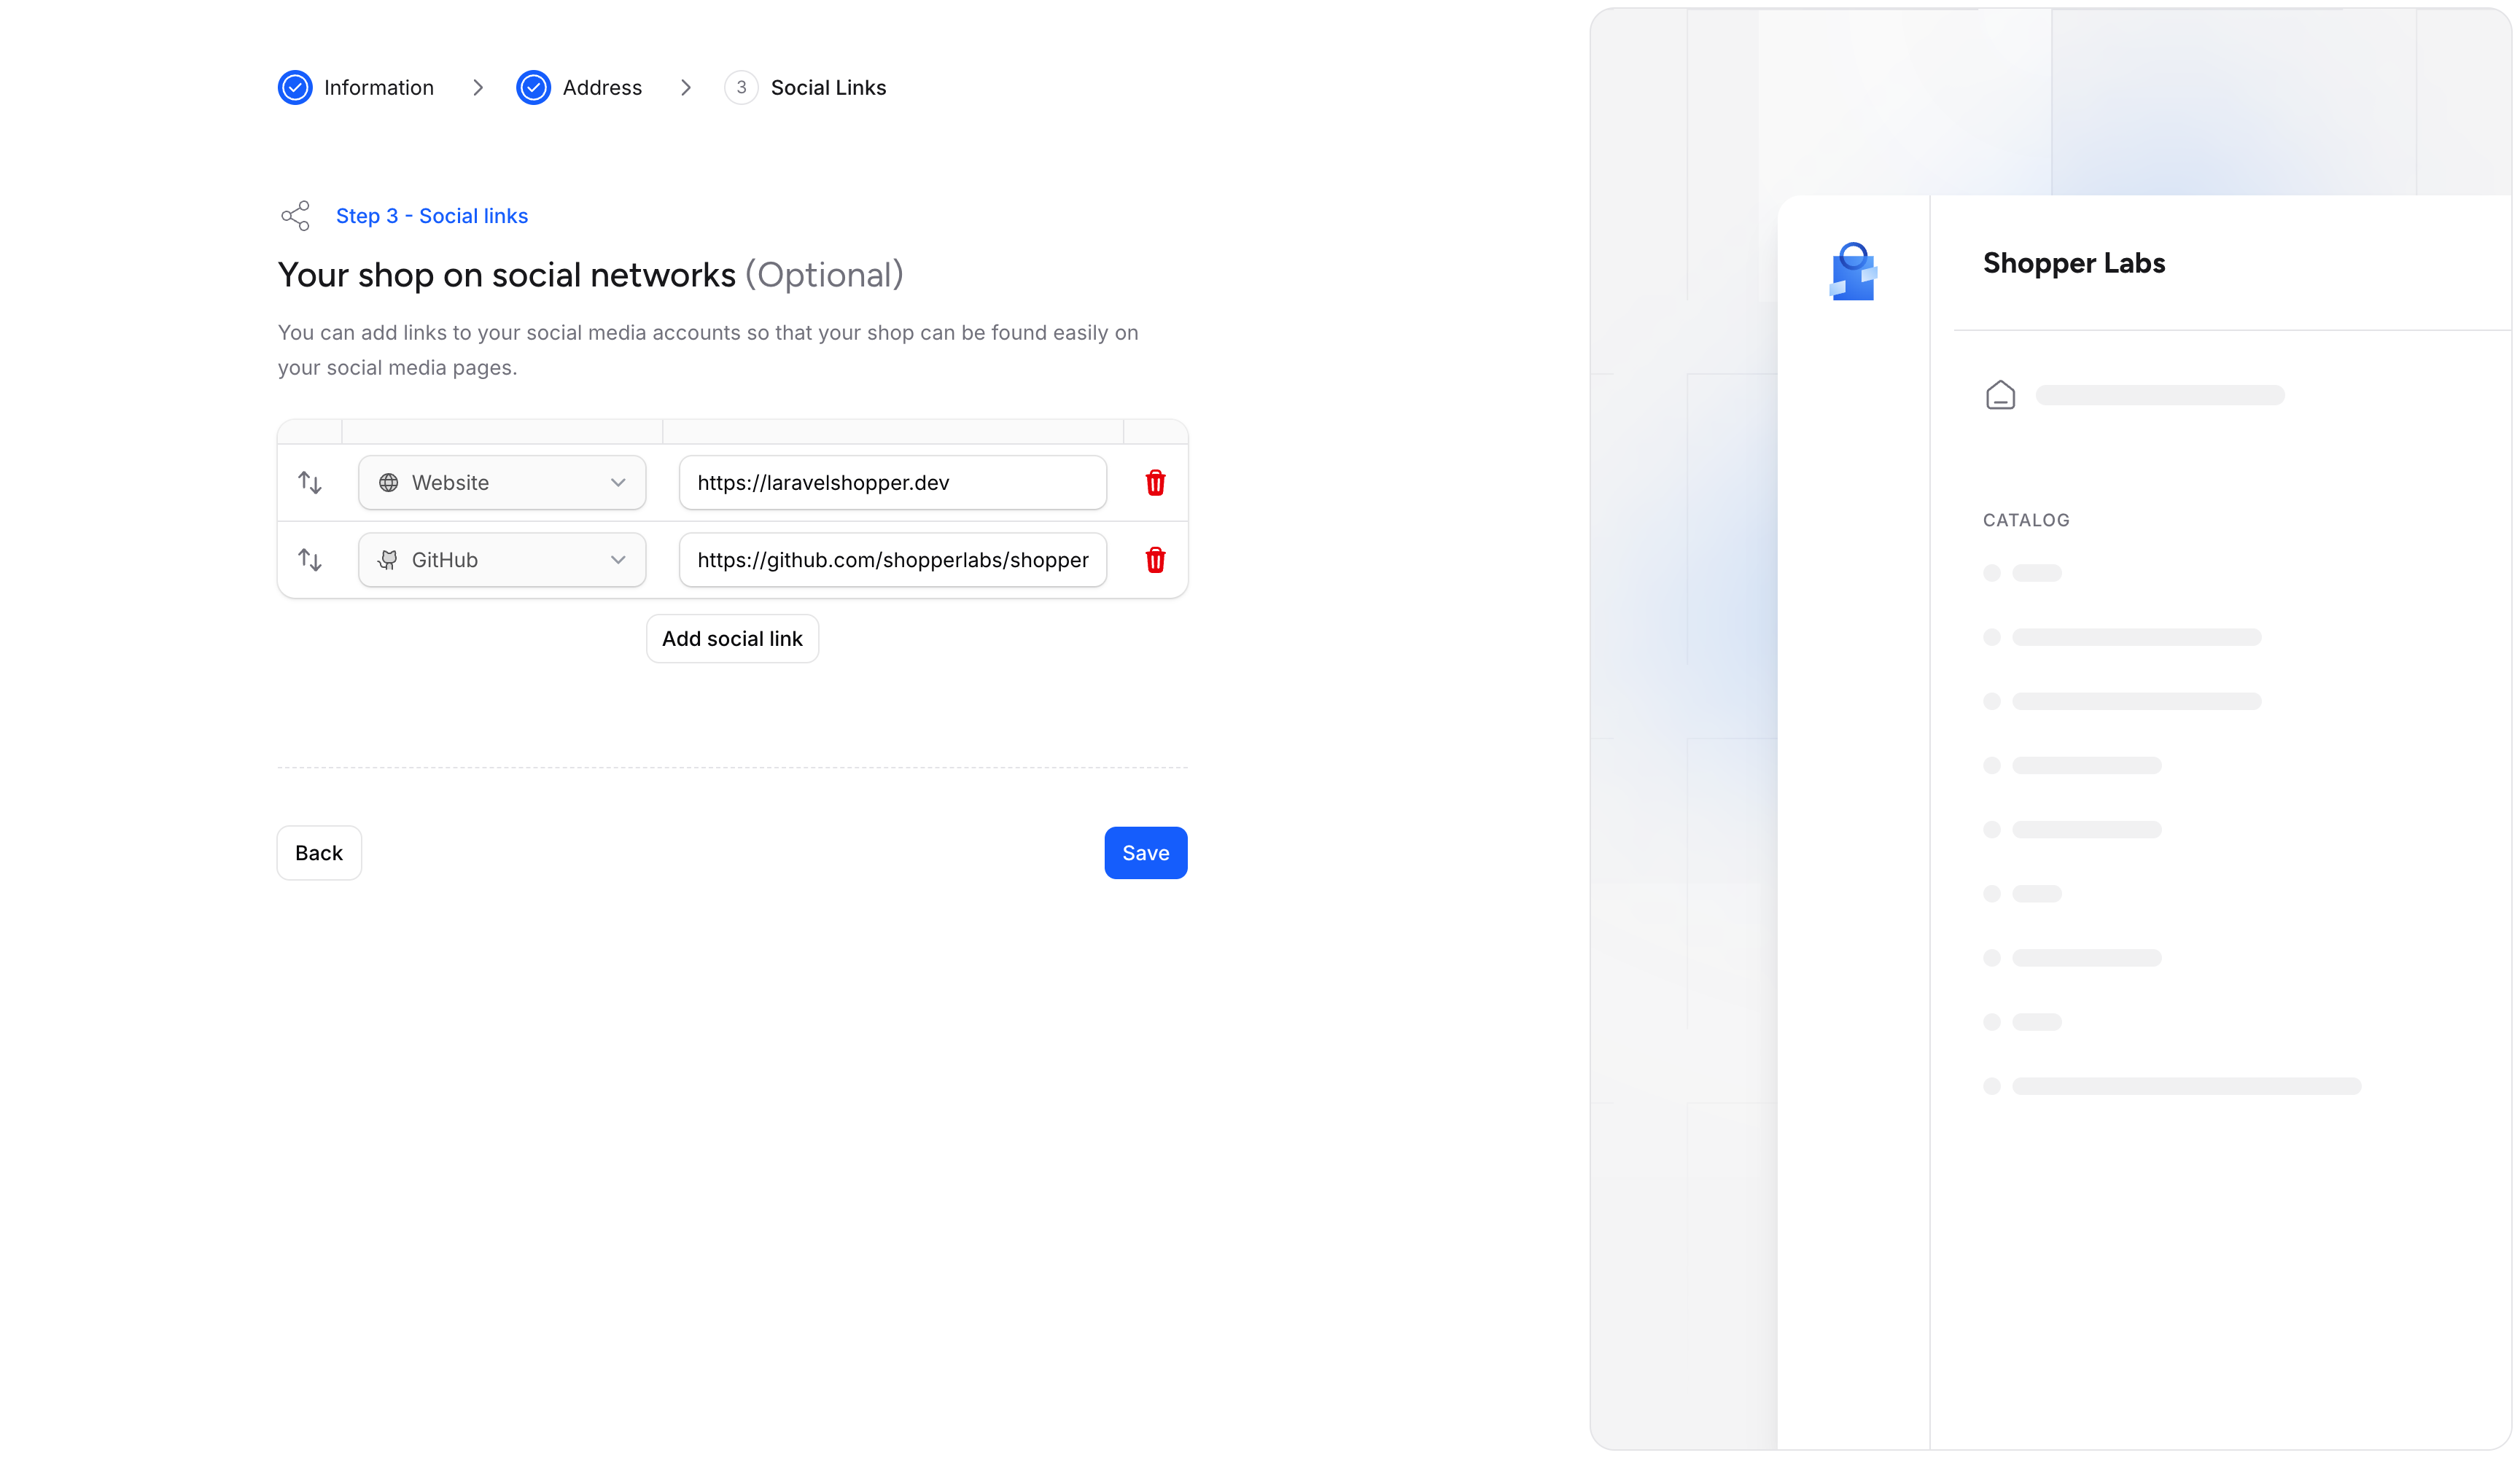 Information
Address
3
Social Links
Step 3 - Social links
Your shop on social networks (Optional)
You can add links to your social media accounts so that your shop can be found easily on
your social media pages.
Website
https://laravelshopper.dev
GitHub
https://github.com/shopperlabs/shopper
Add social link
Back
Save
Shopper Labs
CATALOG